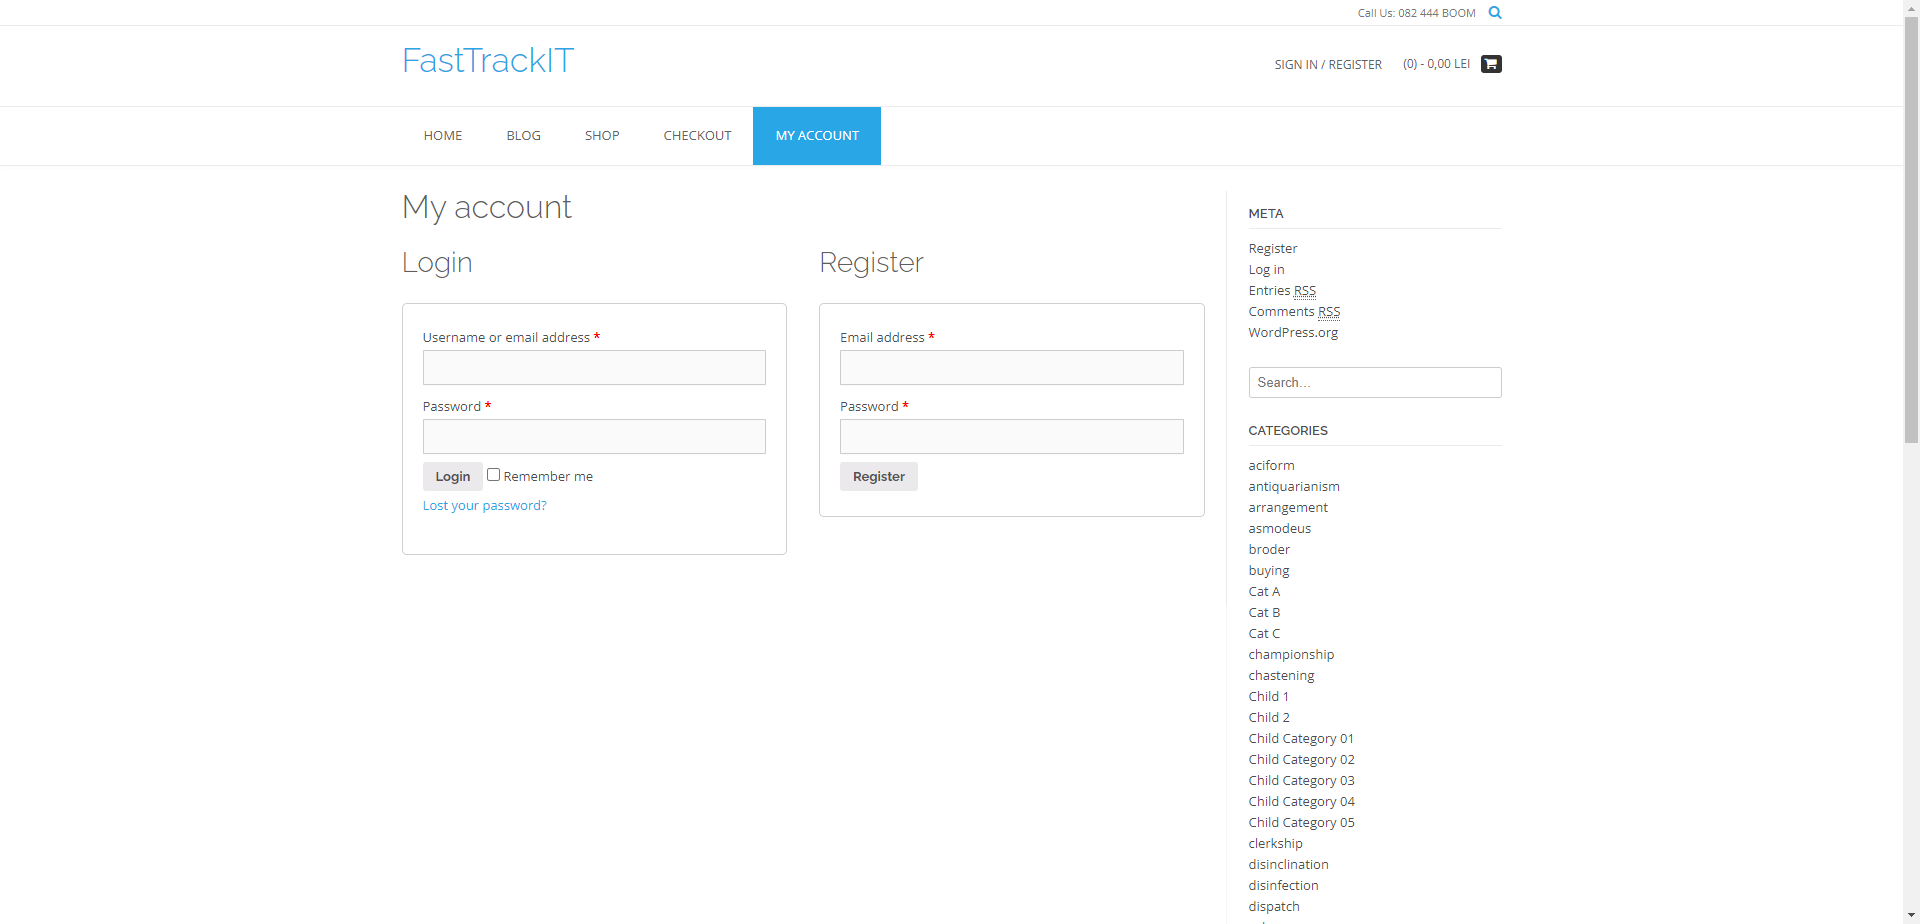 Call Us: 082 444 BOOM
FastTrackIT
SIGN IN / REGISTER
(0) - 0,00 LEI
HOME
BLOG
SHOP
CHECKOUT
MY ACCOUNT
My account
Login
Username or email address *
Password *
Login
Remember me
Lost your password?
Register
Email address *
Password *
Register
META
Register
Log in
Entries RSS
Comments RSS
WordPress.org
Search...
CATEGORIES
aciform
antiquarianism
arrangement
asmodeus
broder
buying
Cat A
Cat B
Cat C
championship
chastening
Child 1
Child 2
Child Category 01
Child Category 02
Child Category 03
Child Category 04
Child Category 05
clerkship
disinclination
disinfection
dispatch